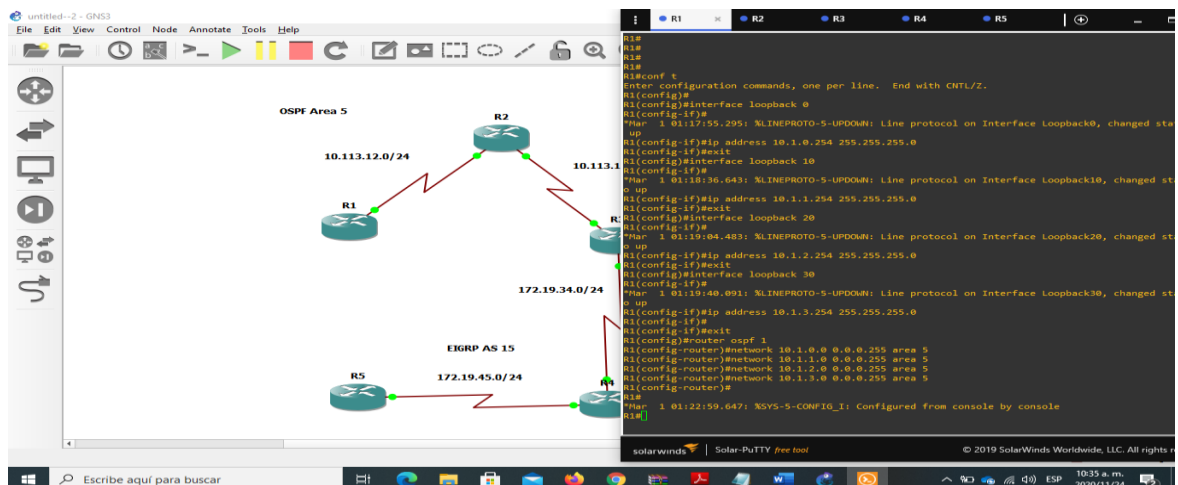 untitled--2 - GNS3
File Edit View Control Node Annotate Tools Help
OSPF Area 5
R2
10.113.12.0/24
10.113.1
R1
172.19.34.0/24
EIGRP AS 15
R5
172.19.45.0/24
R4
R1 × R2 R3 R4 R5
R1#
R1#
R1#
R1#
R1#conf t
Enter configuration commands, one per line. End with CNTL/Z.
R1(config)#
R1(config)#interface loopback 0
R1(config-if)#
*Mar 1 01:17:55.295: %LINEPROTO-5-UPDOWN: Line protocol on Interface Loopback0, changed sta
up
R1(config-if)#ip address 10.1.0.254 255.255.255.0
R1(config-if)#exit
R1(config)#interface loopback 10
R1(config-if)#
*Mar 1 01:18:36.643: %LINEPROTO-5-UPDOWN: Line protocol on Interface Loopback10, changed st
o up
R1(config-if)#ip address 10.1.1.254 255.255.255.0
R1(config-if)#exit
R1(config)#interface loopback 20
R1(config-if)#
*Mar 1 01:19:04.483: %LINEPROTO-5-UPDOWN: Line protocol on Interface Loopback20, changed st
o up
R1(config-if)#ip address 10.1.2.254 255.255.255.0
R1(config-if)#exit
R1(config)#interface loopback 30
R1(config-if)#
*Mar 1 01:19:40.091: %LINEPROTO-5-UPDOWN: Line protocol on Interface Loopback30, changed st
o up
R1(config-if)#ip address 10.1.3.254 255.255.255.0
R1(config-if)#
R1(config-if)#exit
R1(config)#router ospf 1
R1(config-router)#network 10.1.0.0 0.0.0.255 area 5
R1(config-router)#network 10.1.1.0 0.0.0.255 area 5
R1(config-router)#network 10.1.2.0 0.0.0.255 area 5
R1(config-router)#network 10.1.3.0 0.0.0.255 area 5
R1(config-router)#
R1#
*Mar 1 01:22:59.647: %SYS-5-CONFIG_I: Configured from console by console
R1#
solarwinds Solar-PuTTY free tool © 2019 SolarWinds Worldwide, LLC. All rights
Escribe aquí para buscar
ESP
10:35 a. m.
2020/11/24